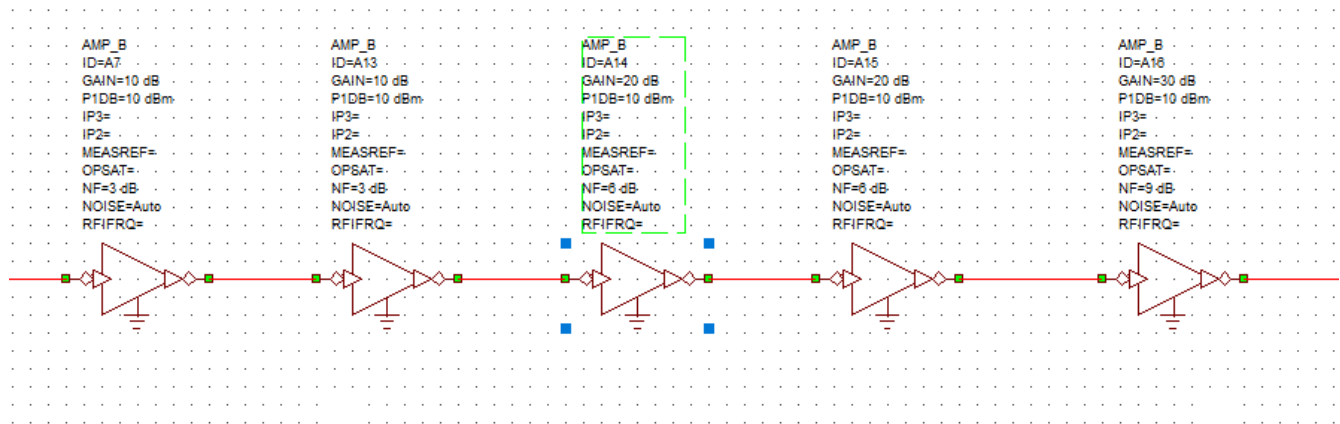 AMP_B
ID=A7
GAIN=10 dB
P1DB=10 dBm
IP3=
IP2=
MEASREF=
OPSAT=
NF=3 dB
NOISE=Auto
RFIFRQ=
AMP_B
ID=A13
GAIN=10 dB
P1DB=10 dBm
IP3=
IP2=
MEASREF=
OPSAT=
NF=3 dB
NOISE=Auto
RFIFRQ=
AMP_B
ID=A14
GAIN=20 dB
P1DB=10 dBm
IP3=
IP2=
MEASREF=
OPSAT=
NF=6 dB
NOISE=Auto
RFIFRQ=
AMP_B
ID=A15
GAIN=20 dB
P1DB=10 dBm
IP3=
IP2=
MEASREF=
OPSAT=
NF=6 dB
NOISE=Auto
RFIFRQ=
AMP_B
ID=A16
GAIN=30 dB
P1DB=10 dBm
IP3=
IP2=
MEASREF=
OPSAT=
NF=9 dB
NOISE=Auto
RFIFRQ=